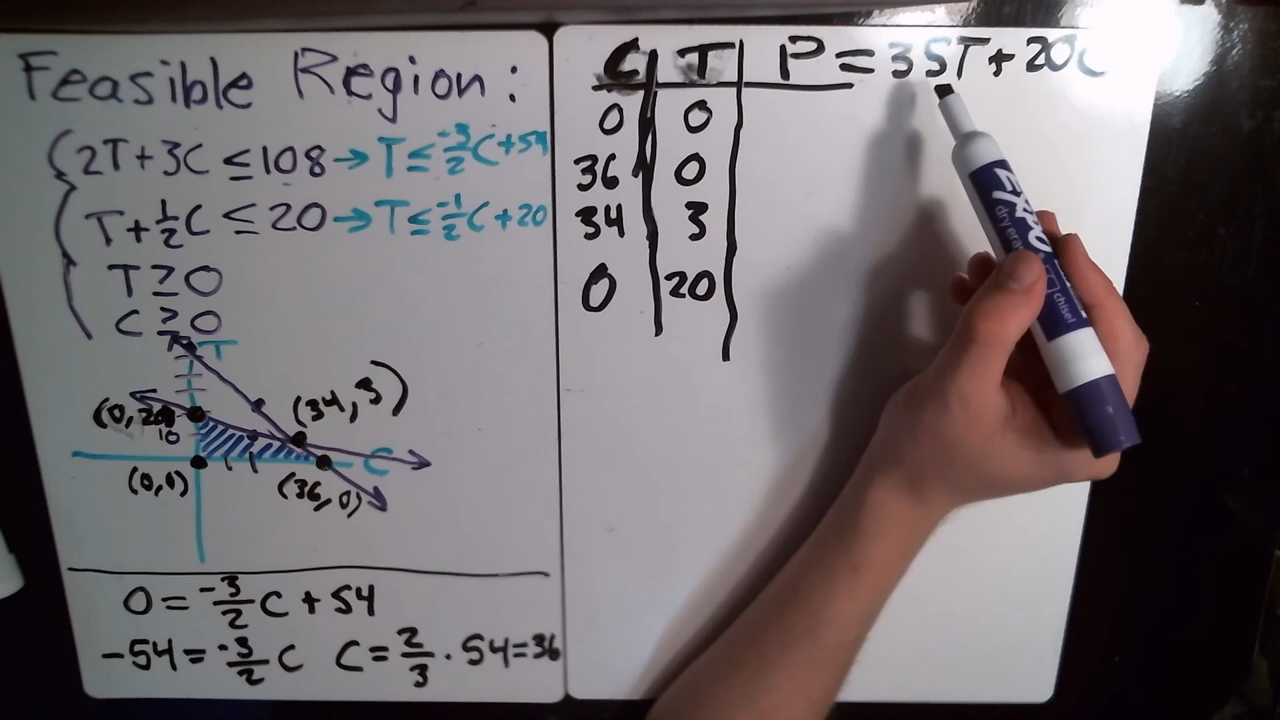 Feasible Region:
2T+3C ≤ 108 → T ≤ -3/2 C + 54
T + 1/2 C ≤ 20 → T ≤ -1/2 C + 20
T ≥ 0
C ≥ 0
T
(0,20)
(34,3)
10
C
(0,0)
(36,0)
0 = -3/2 C + 54
-54 = -3/2 C C = 2/3 · 54 = 36
C T P = 35T + 20C
0 0
36 0
34 3
0 20
EXPO
dry era
chisel